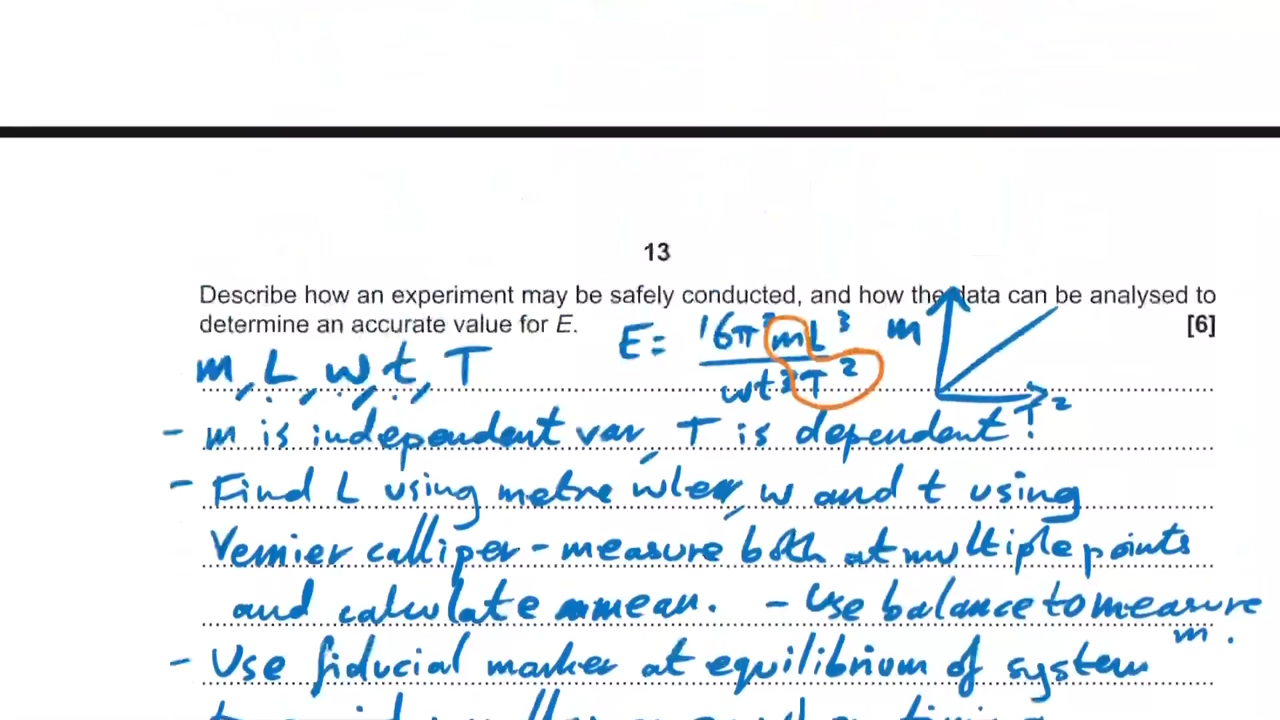 13
Describe how an experiment may be safely conducted, and how the data can be analysed to
determine an accurate value for E. [6]
E = 16π²mL³ / wt³T²
m
T²
m, L, w, t, T
- m is independent var, T is dependent!
- Find L using metre ruler, w and t using
Vernier calliper - measure both at multiple points
and calculate mean. - Use balance to measure
m.
- Use fiducial marker at equilibrium of system